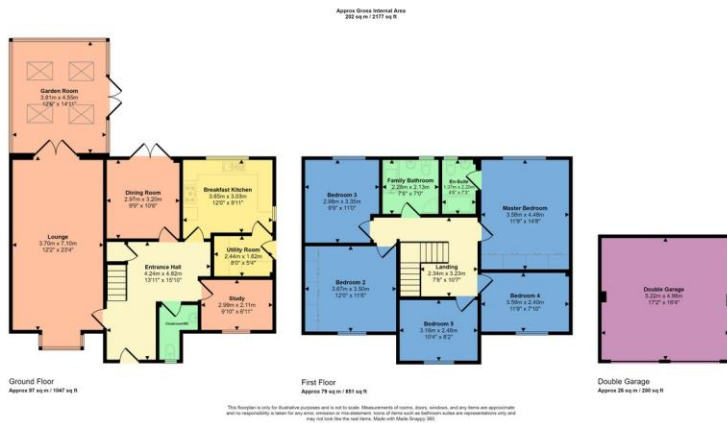 Approx Gross Internal Area
202 sq m / 2177 sq ft
Garden Room
3.81m x 4.55m
12'6" x 14'11"
Lounge
3.70m x 7.10m
12'2" x 23'4"
Dining Room
2.97m x 3.20m
9'9" x 10'6"
Breakfast Kitchen
3.65m x 3.03m
12'0" x 9'11"
Utility Room
2.44m x 1.62m
8'0" x 5'4"
Entrance Hall
4.24m x 4.82m
13'11" x 15'10"
Study
2.99m x 2.11m
9'10" x 6'11"
Ground Floor
Approx 97 sq m / 1047 sq ft
Bedroom 3
2.98m x 3.35m
9'9" x 11'0"
Family Bathroom
2.28m x 2.13m
7'6" x 7'0"
En-Suite
Master Bedroom
3.56m x 4.48m
11'8" x 14'8"
Bedroom 2
3.67m x 3.50m
12'0" x 11'6"
Landing
2.34m x 3.23m
7'8" x 10'7"
Bedroom 5
3.16m x 2.48m
10'4" x 8'2"
Bedroom 4
3.59m x 2.40m
11'9" x 7'10"
First Floor
Approx 79 sq m / 851 sq ft
Double Garage
5.22m x 4.98m
17'2" x 16'4"
Double Garage
Approx 26 sq m / 280 sq ft
This floorplan is only for illustrative purposes and is not to scale. Measurements of rooms, doors, windows, and any items are approximate
and no responsibility is taken for any error, omission or mis-statement. Icons of items such as bathroom suites are representations only and
may not look like the real items. Made with Made Snappy 360.